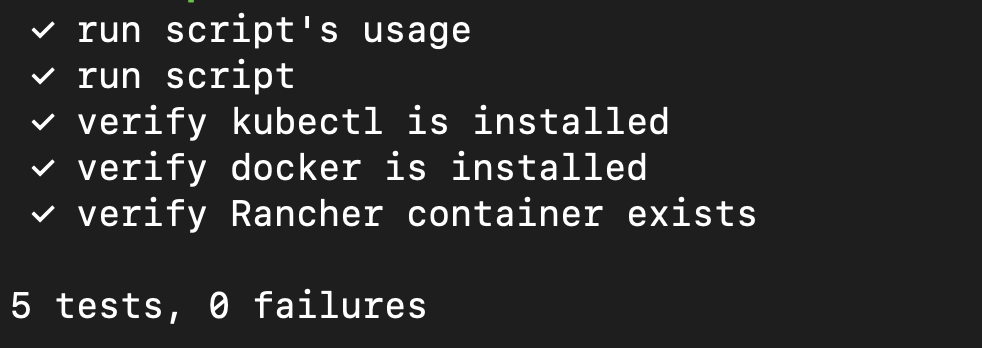 ✓ run script's usage
✓ run script
✓ verify kubectl is installed
✓ verify docker is installed
✓ verify Rancher container exists
5 tests, 0 failures